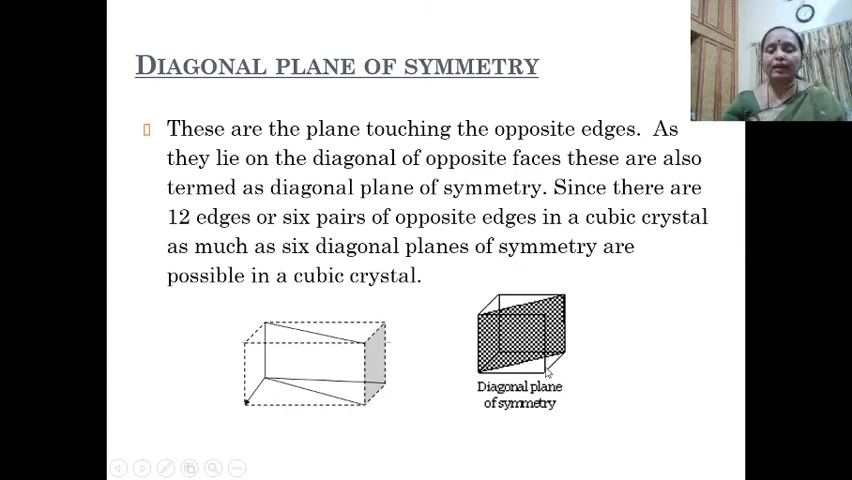 DIAGONAL PLANE OF SYMMETRY
These are the plane touching the opposite edges. As
they lie on the diagonal of opposite faces these are also
termed as diagonal plane of symmetry. Since there are
12 edges or six pairs of opposite edges in a cubic crystal
as much as six diagonal planes of symmetry are
possible in a cubic crystal.
Diagonal plane
of symmetry